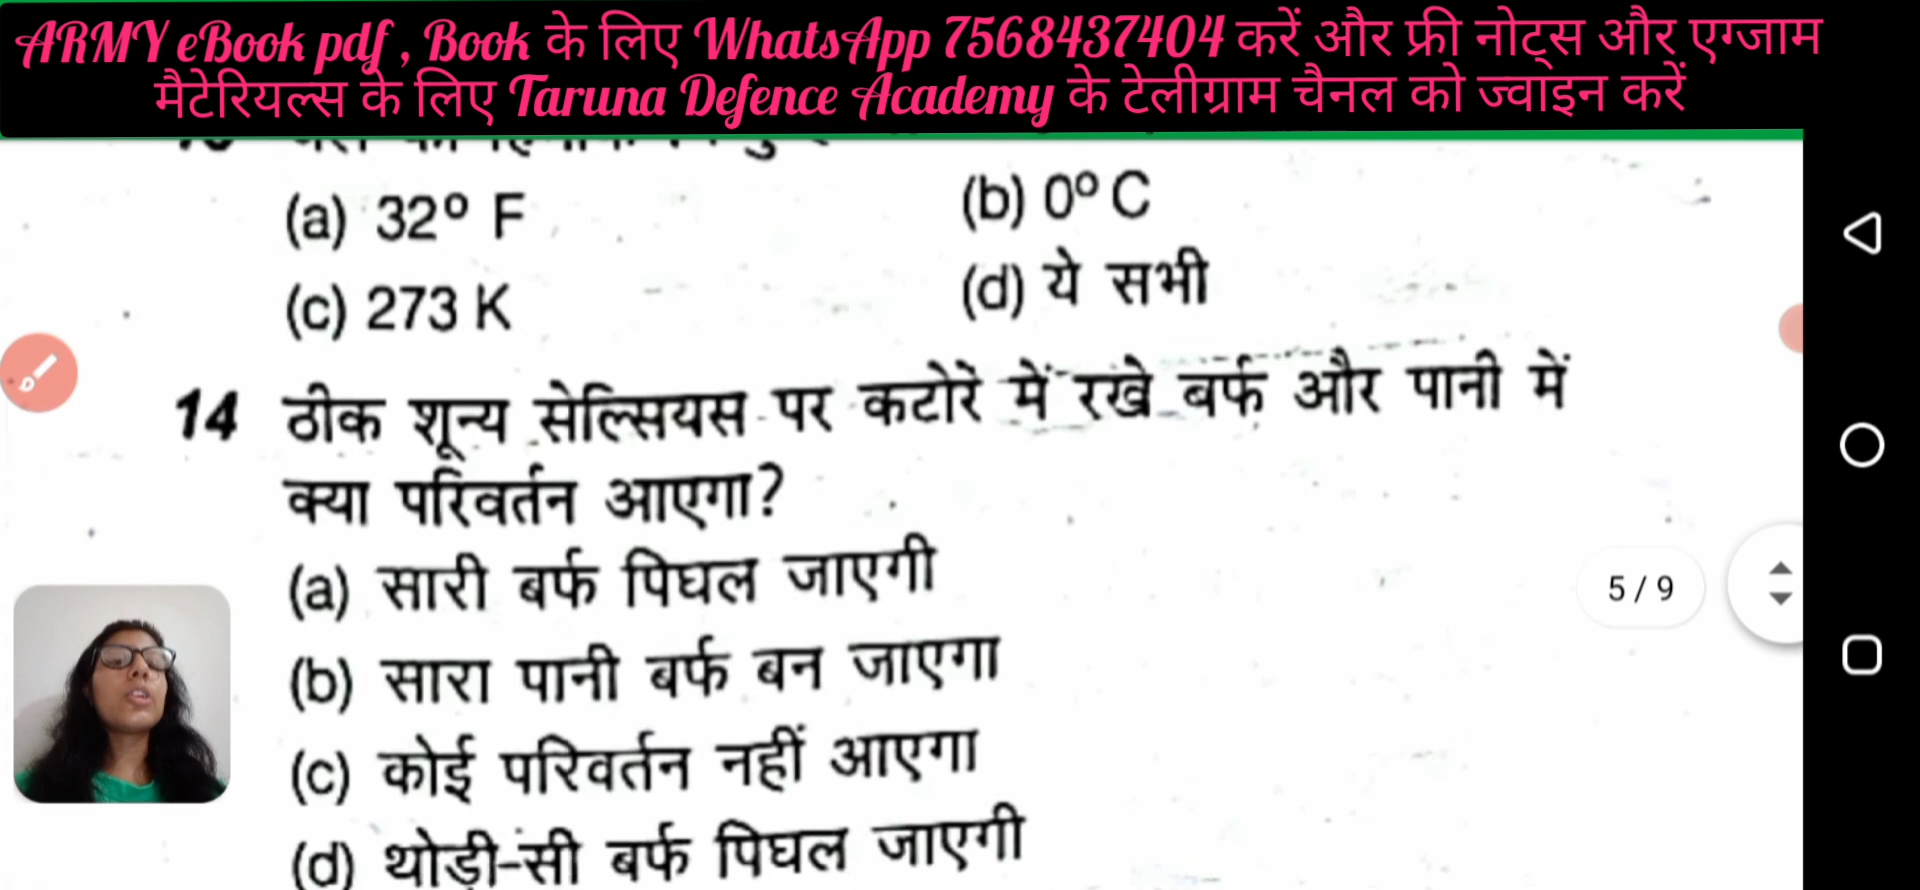 ARMY eBook pdf , Book के लिए WhatsApp 7568437404 करें और फ्री नोट्स और एग्जाम
मैटेरियल्स के लिए Taruna Defence Academy के टेलीग्राम चैनल को ज्वाइन करें
(a) 32º F
(b) 0º C
(c) 273 K
(d) ये सभी
14 ठीक शून्य सेल्सियस पर कटोरे में रखे बर्फ और पानी में
क्या परिवर्तन आएगा?
(a) सारी बर्फ पिघल जाएगी
(b) सारा पानी बर्फ बन जाएगा
(c) कोई परिवर्तन नहीं आएगा
(d) थोड़ी-सी बर्फ पिघल जाएगी
5 / 9